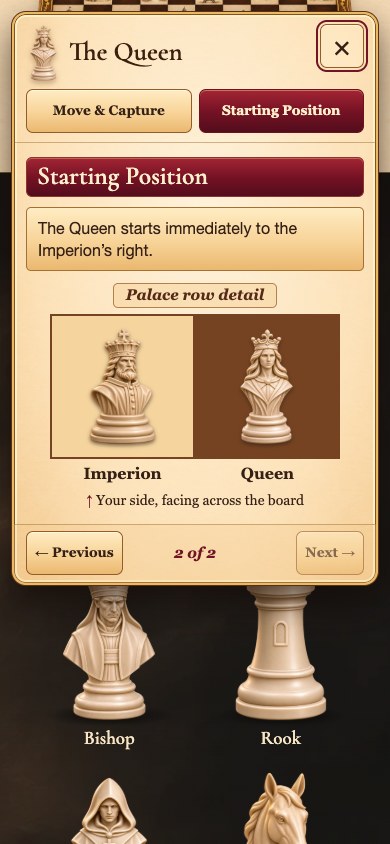 The Queen
×
Move & Capture
Starting Position
Starting Position
The Queen starts immediately to the
Imperion’s right.
Palace row detail
Imperion
Queen
↑ Your side, facing across the board
← Previous
2 of 2
Next →
Bishop
Rook